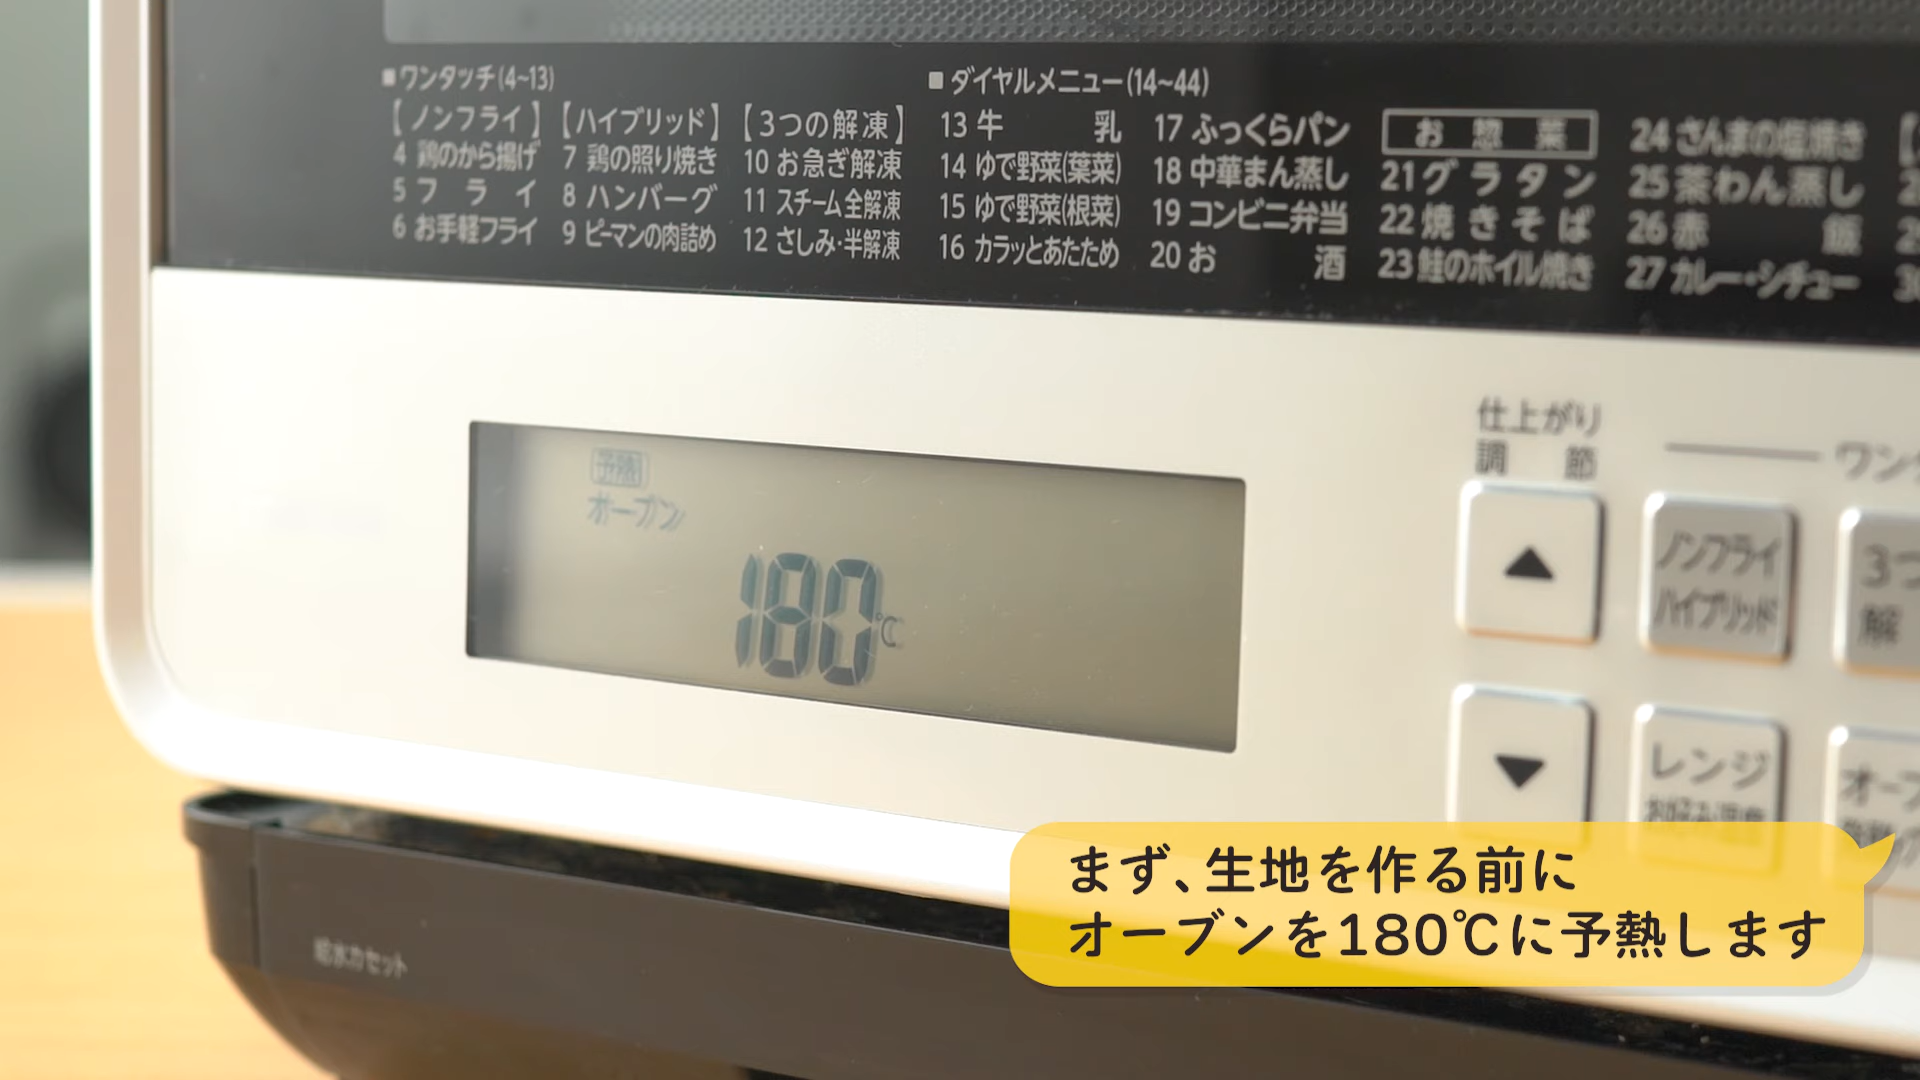 ■ワンタッチ(4~13)
【ノンフライ】
4 鶏のから揚げ
5 フライ
6 お手軽フライ
【ハイブリッド】
7 鶏の照り焼き
8 ハンバーグ
9 ピーマンの肉詰め
【3つの解凍】
10 お急ぎ解凍
11 スチーム全解凍
12 さしみ・半解凍
■ダイヤルメニュー(14~44)
13 牛乳
14 ゆで野菜(葉菜)
15 ゆで野菜(根菜)
16 カラッとあたため
17 ふっくらパン
18 中華まん蒸し
19 コンビニ弁当
20 お酒
お惣菜
21 グラタン
22 焼きそば
23 鮭のホイル焼き
24 さんまの塩焼き
25 茶わん蒸し
26 赤飯
27 カレー・シチュー
予熱
オーブン
180℃
仕上がり
調節
▲
ノンフライ
ハイブリッド
▼
レンジ
給水カセット
まず、生地を作る前に
オーブンを180℃に予熱します